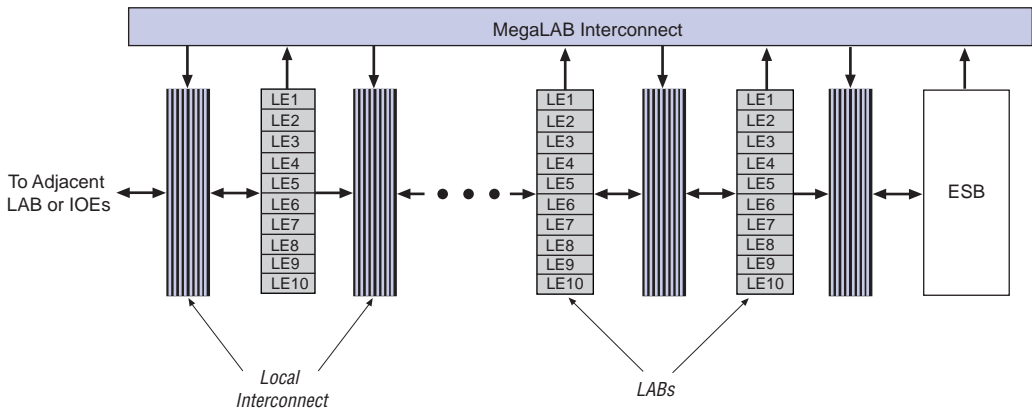 MegaLAB Interconnect
LE1
LE2
LE3
LE4
LE5
LE6
LE7
LE8
LE9
LE10
LE1
LE2
LE3
LE4
LE5
LE6
LE7
LE8
LE9
LE10
LE1
LE2
LE3
LE4
LE5
LE6
LE7
LE8
LE9
LE10
To Adjacent
LAB or IOEs
ESB
Local
Interconnect
LABs